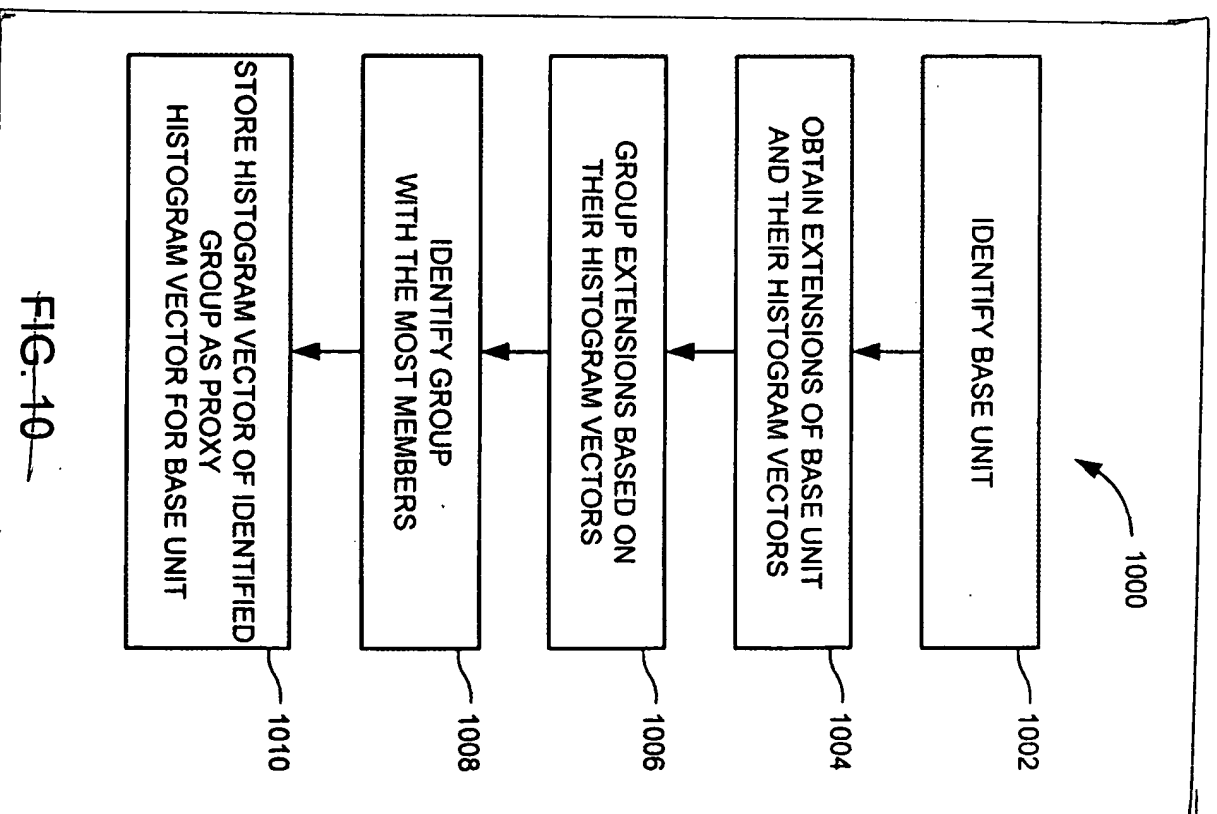 1000
IDENTIFY BASE UNIT
1002
OBTAIN EXTENSIONS OF BASE UNIT
AND THEIR HISTOGRAM VECTORS
1004
GROUP EXTENSIONS BASED ON
THEIR HISTOGRAM VECTORS
1006
IDENTIFY GROUP
WITH THE MOST MEMBERS
1008
STORE HISTOGRAM VECTOR OF IDENTIFIED
GROUP AS PROXY
HISTOGRAM VECTOR FOR BASE UNIT
1010
FIG. 10